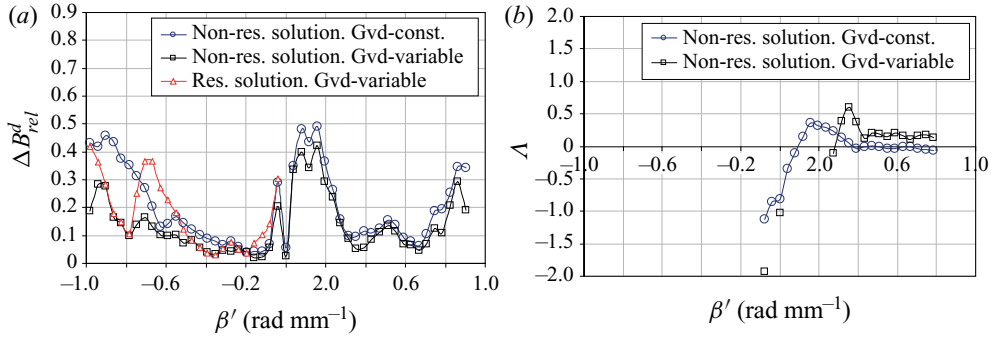 (a)
0.9
0.8
0.7
0.6
0.5
0.4
0.3
0.2
0.1
0
ΔB^d_rel
Non-res. solution. Gvd-const.
Non-res. solution. Gvd-variable
Res. solution. Gvd-variable
−1.0 −0.6 −0.2 2.0 0.6 1.0
β′ (rad mm−1)
(b)
2.0
1.5
1.0
0.5
0
−0.5
−1.0
−1.5
−2.0
Λ
Non-res. solution. Gvd-const.
Non-res. solution. Gvd-variable
−1.0 −0.6 −0.2 0.2 0.6 1.0
β′ (rad mm−1)